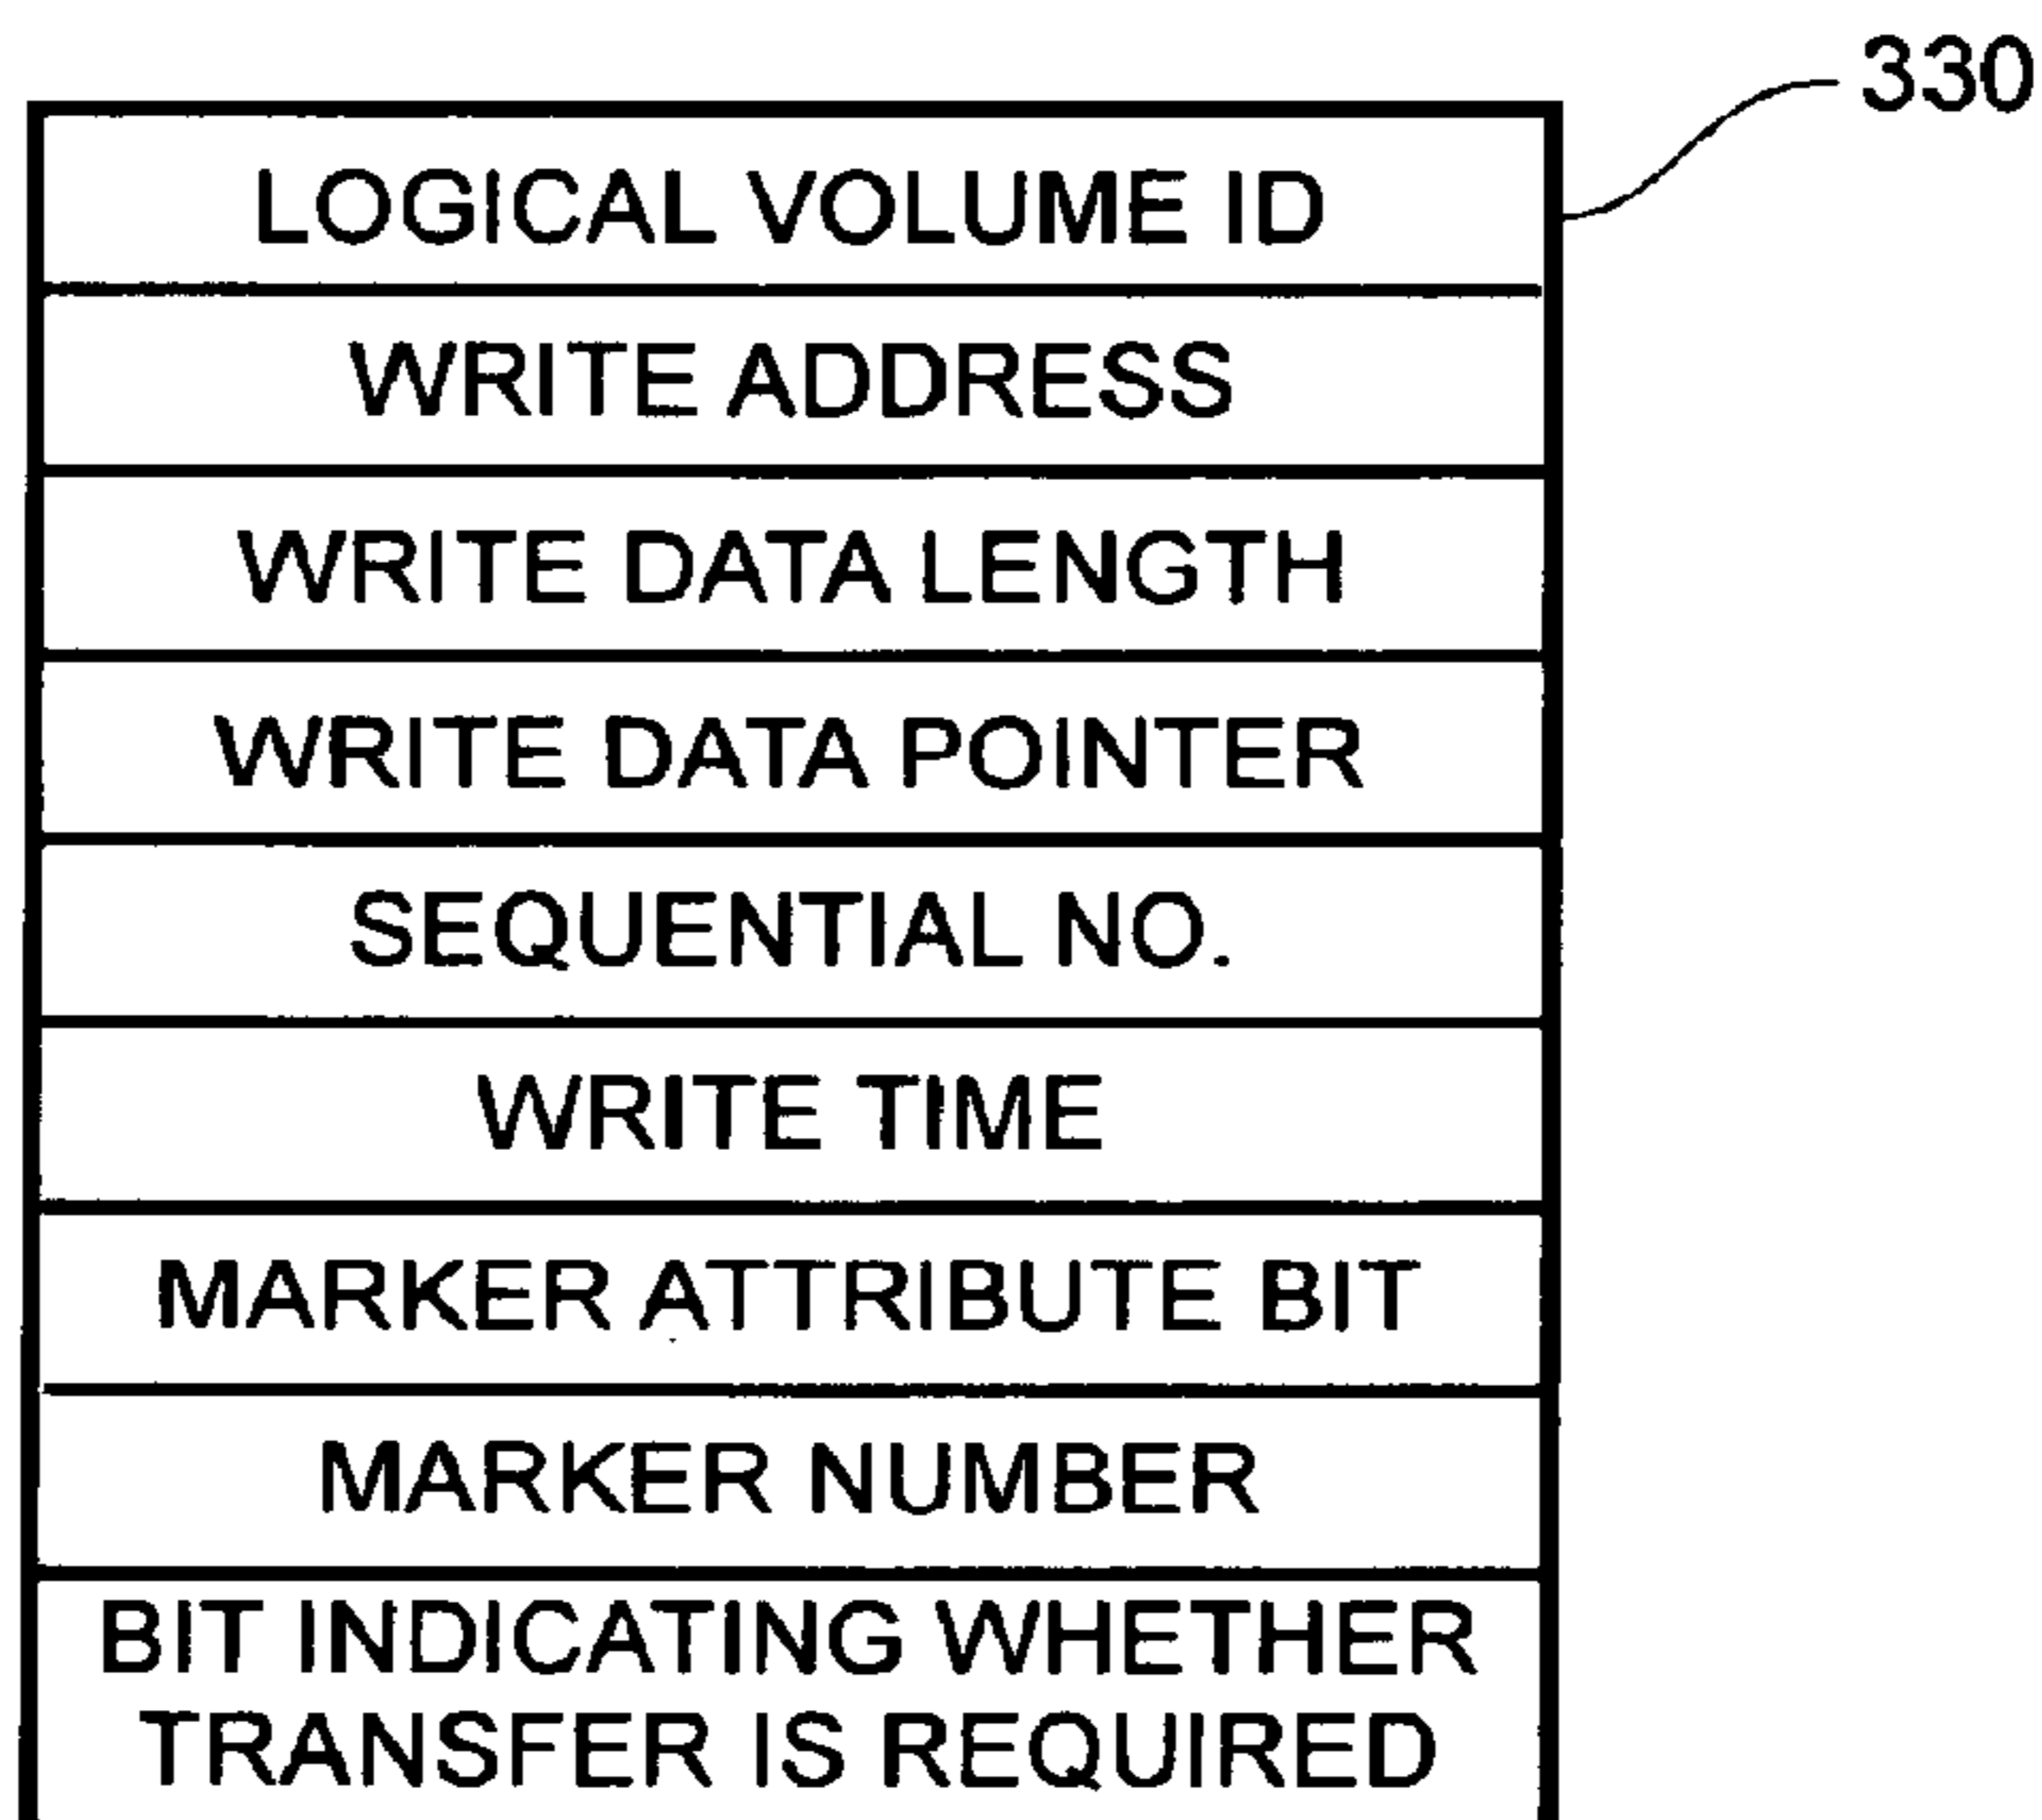 330
LOGICAL VOLUME ID
WRITE ADDRESS
WRITE DATA LENGTH
WRITE DATA POINTER
SEQUENTIAL NO.
WRITE TIME
MARKER ATTRIBUTE BIT
MARKER NUMBER
BIT INDICATING WHETHER
TRANSFER IS REQUIRED